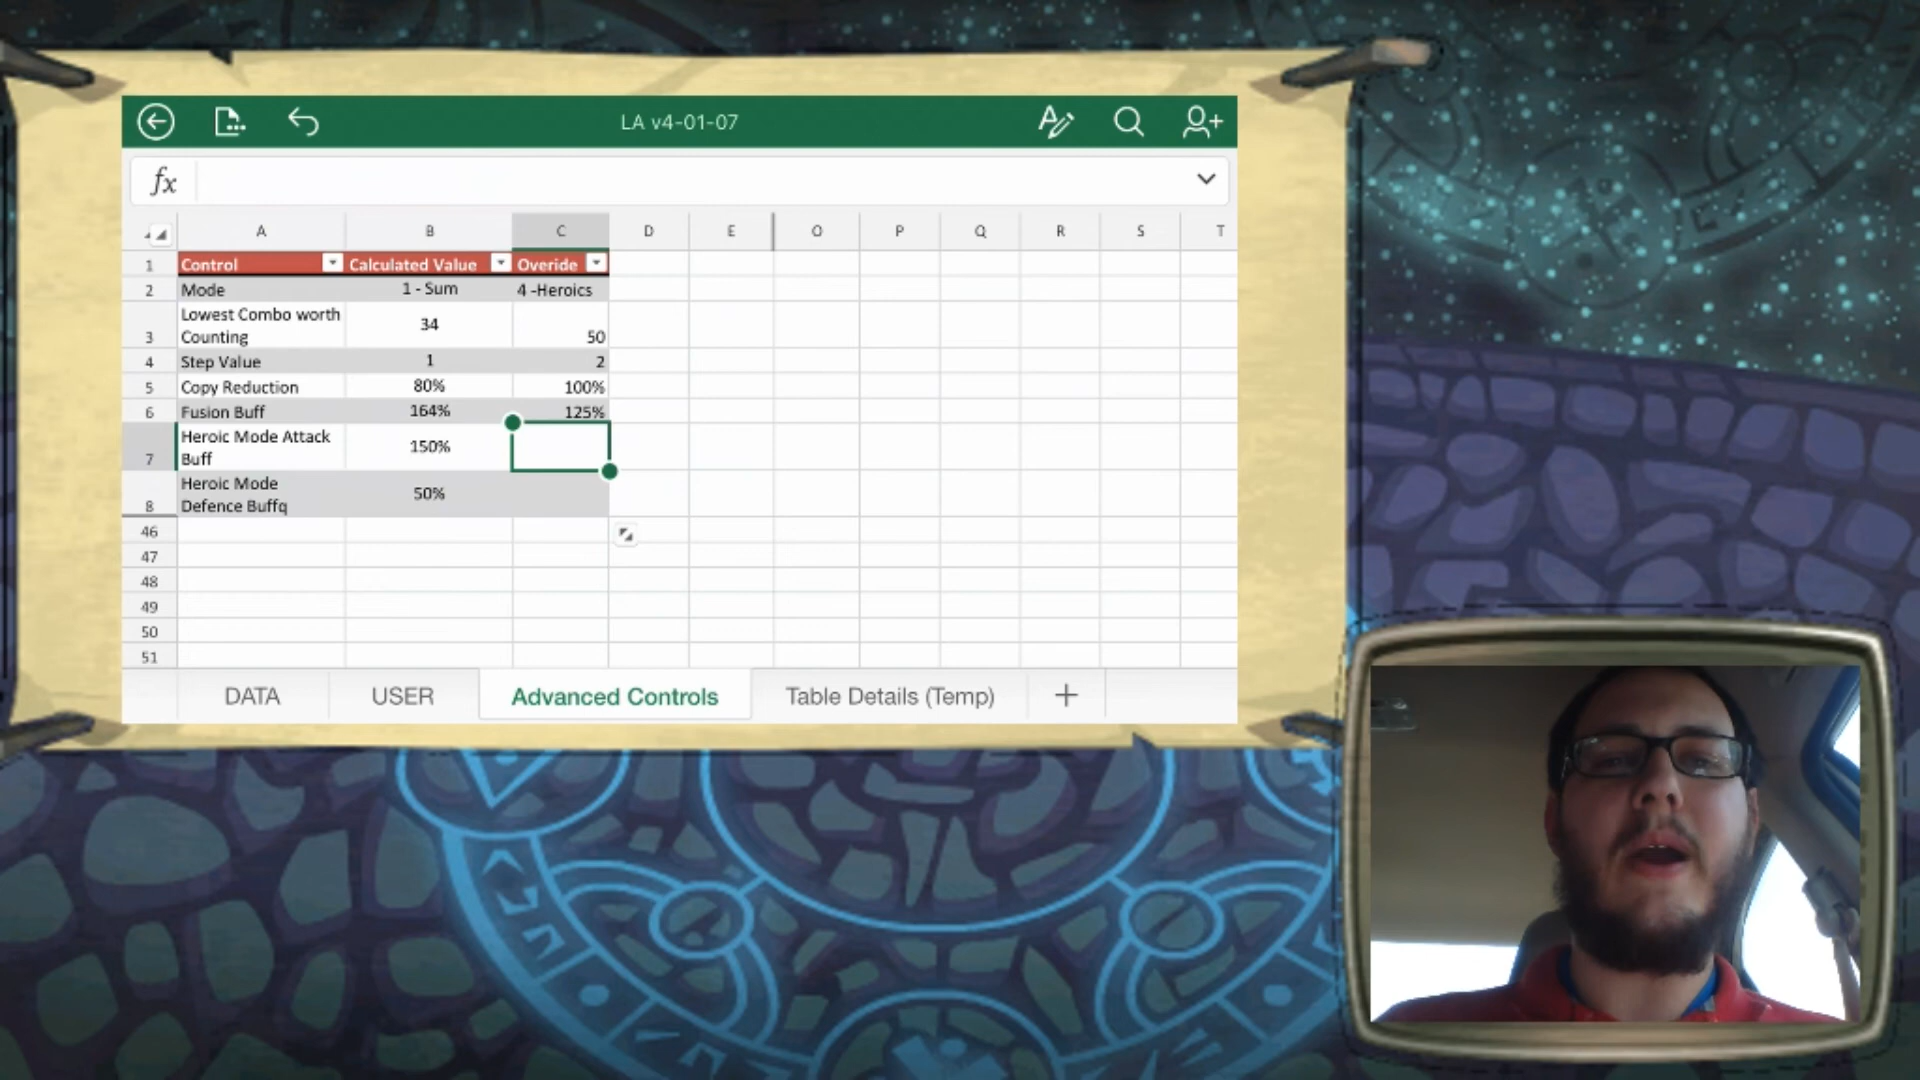 LA v4-01-07
fx
A B C D E O P Q R S T
1 Control Calculated Value Overide
2 Mode 1 - Sum 4 -Heroics
Lowest Combo worth
3 Counting 34 50
4 Step Value 1 2
5 Copy Reduction 80% 100%
6 Fusion Buff 164% 125%
Heroic Mode Attack
7 Buff 150%
Heroic Mode
8 Defence Buffq 50%
46
47
48
49
50
51
DATA USER Advanced Controls Table Details (Temp) +